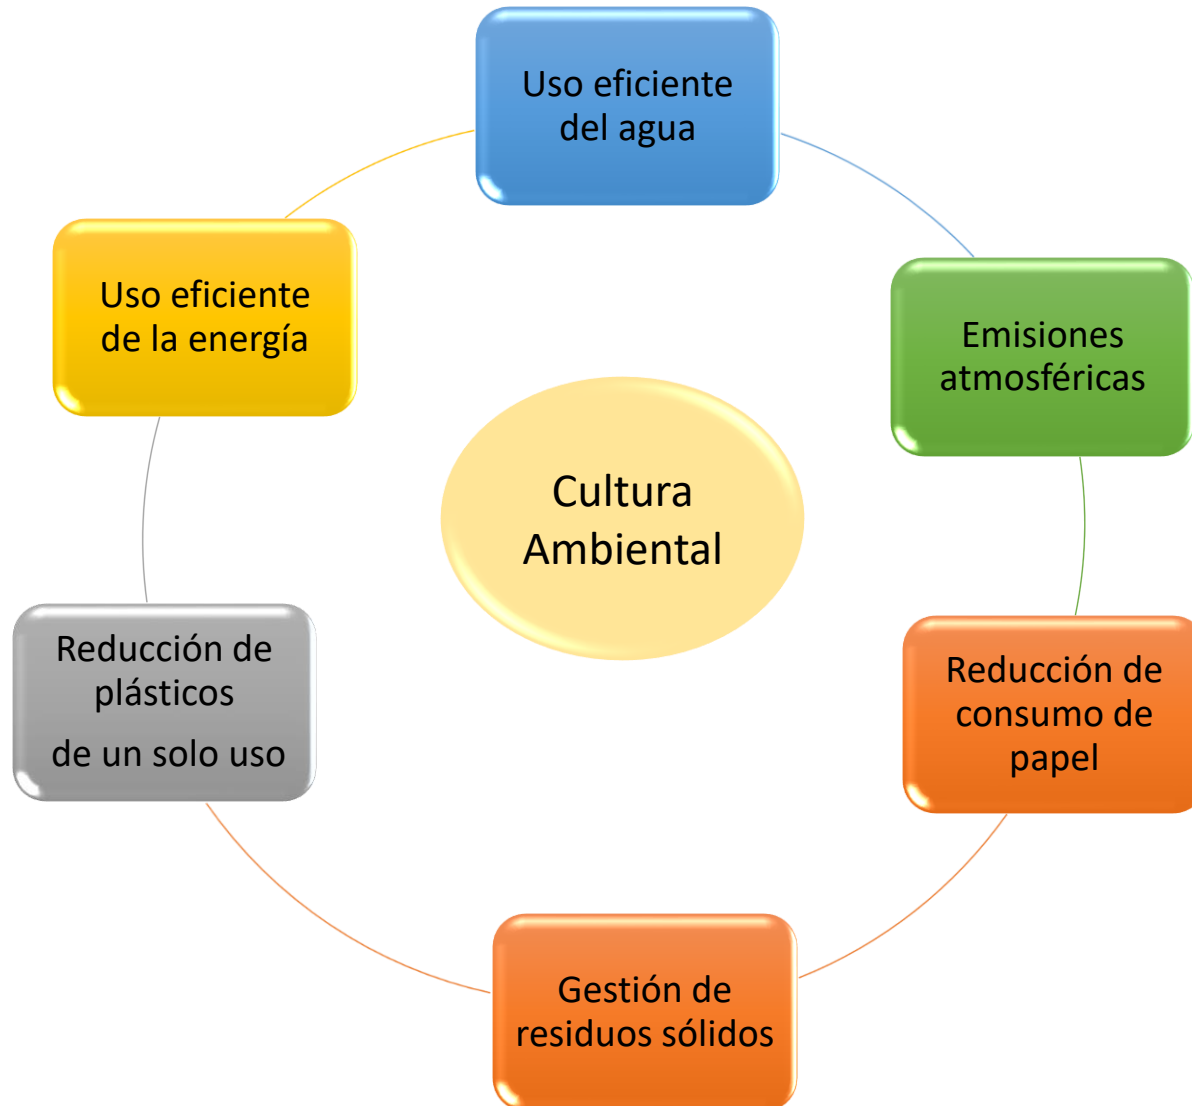 Uso eficiente
del agua
Uso eficiente
de la energía
Emisiones
atmosféricas
Cultura
Ambiental
Reducción de
plásticos
de un solo uso
Reducción de
consumo de
papel
Gestión de
residuos sólidos